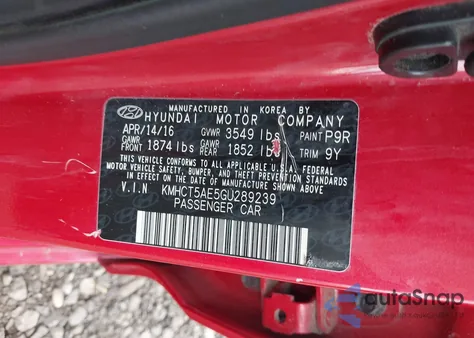 MANUFACTURED IN KOREA BY
HYUNDAI MOTOR COMPANY
APR/14/16 GVWR 3549 lbs PAINT P9R
GAWR FRONT 1874 lbs GAWR REAR 1852 lbs TRIM 9Y
THIS VEHICLE CONFORMS TO ALL APPLICABLE U.S.A. FEDERAL
MOTOR VEHICLE SAFETY, BUMPER, AND THEFT PREVENTION
STANDARDS IN EFFECT ON THE DATE OF MANUFACTURE SHOWN ABOVE.
V.I.N KMHCT5AE5GU289239
PASSENGER CAR
autoSnap